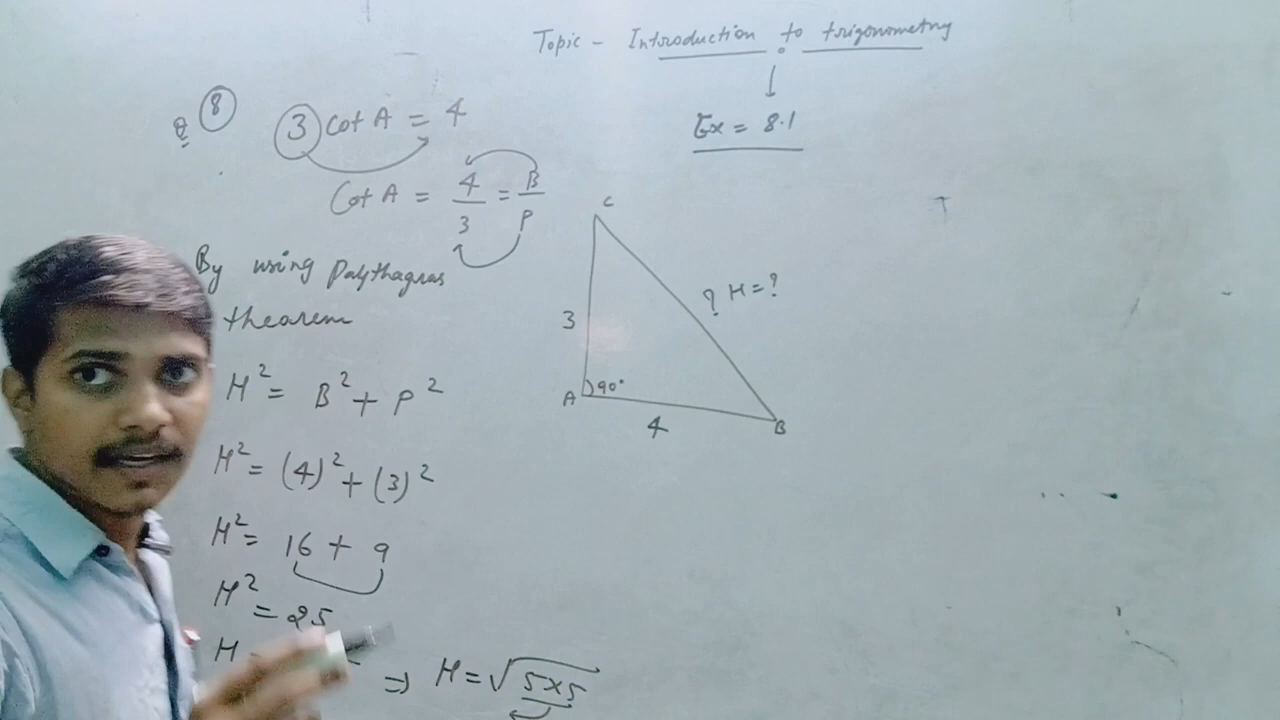 Topic - Introduction to trigonometry
↓
Ex = 8.1
Q 8 3 cot A = 4
Cot A = 4/3 = B/P
By using Paythagras
theorem
H² = B² + P²
H² = (4)² + (3)²
H² = 16 + 9
H² = 25
H
⇒ H = √5×5
C
3
? H = ?
A 90°
4
B